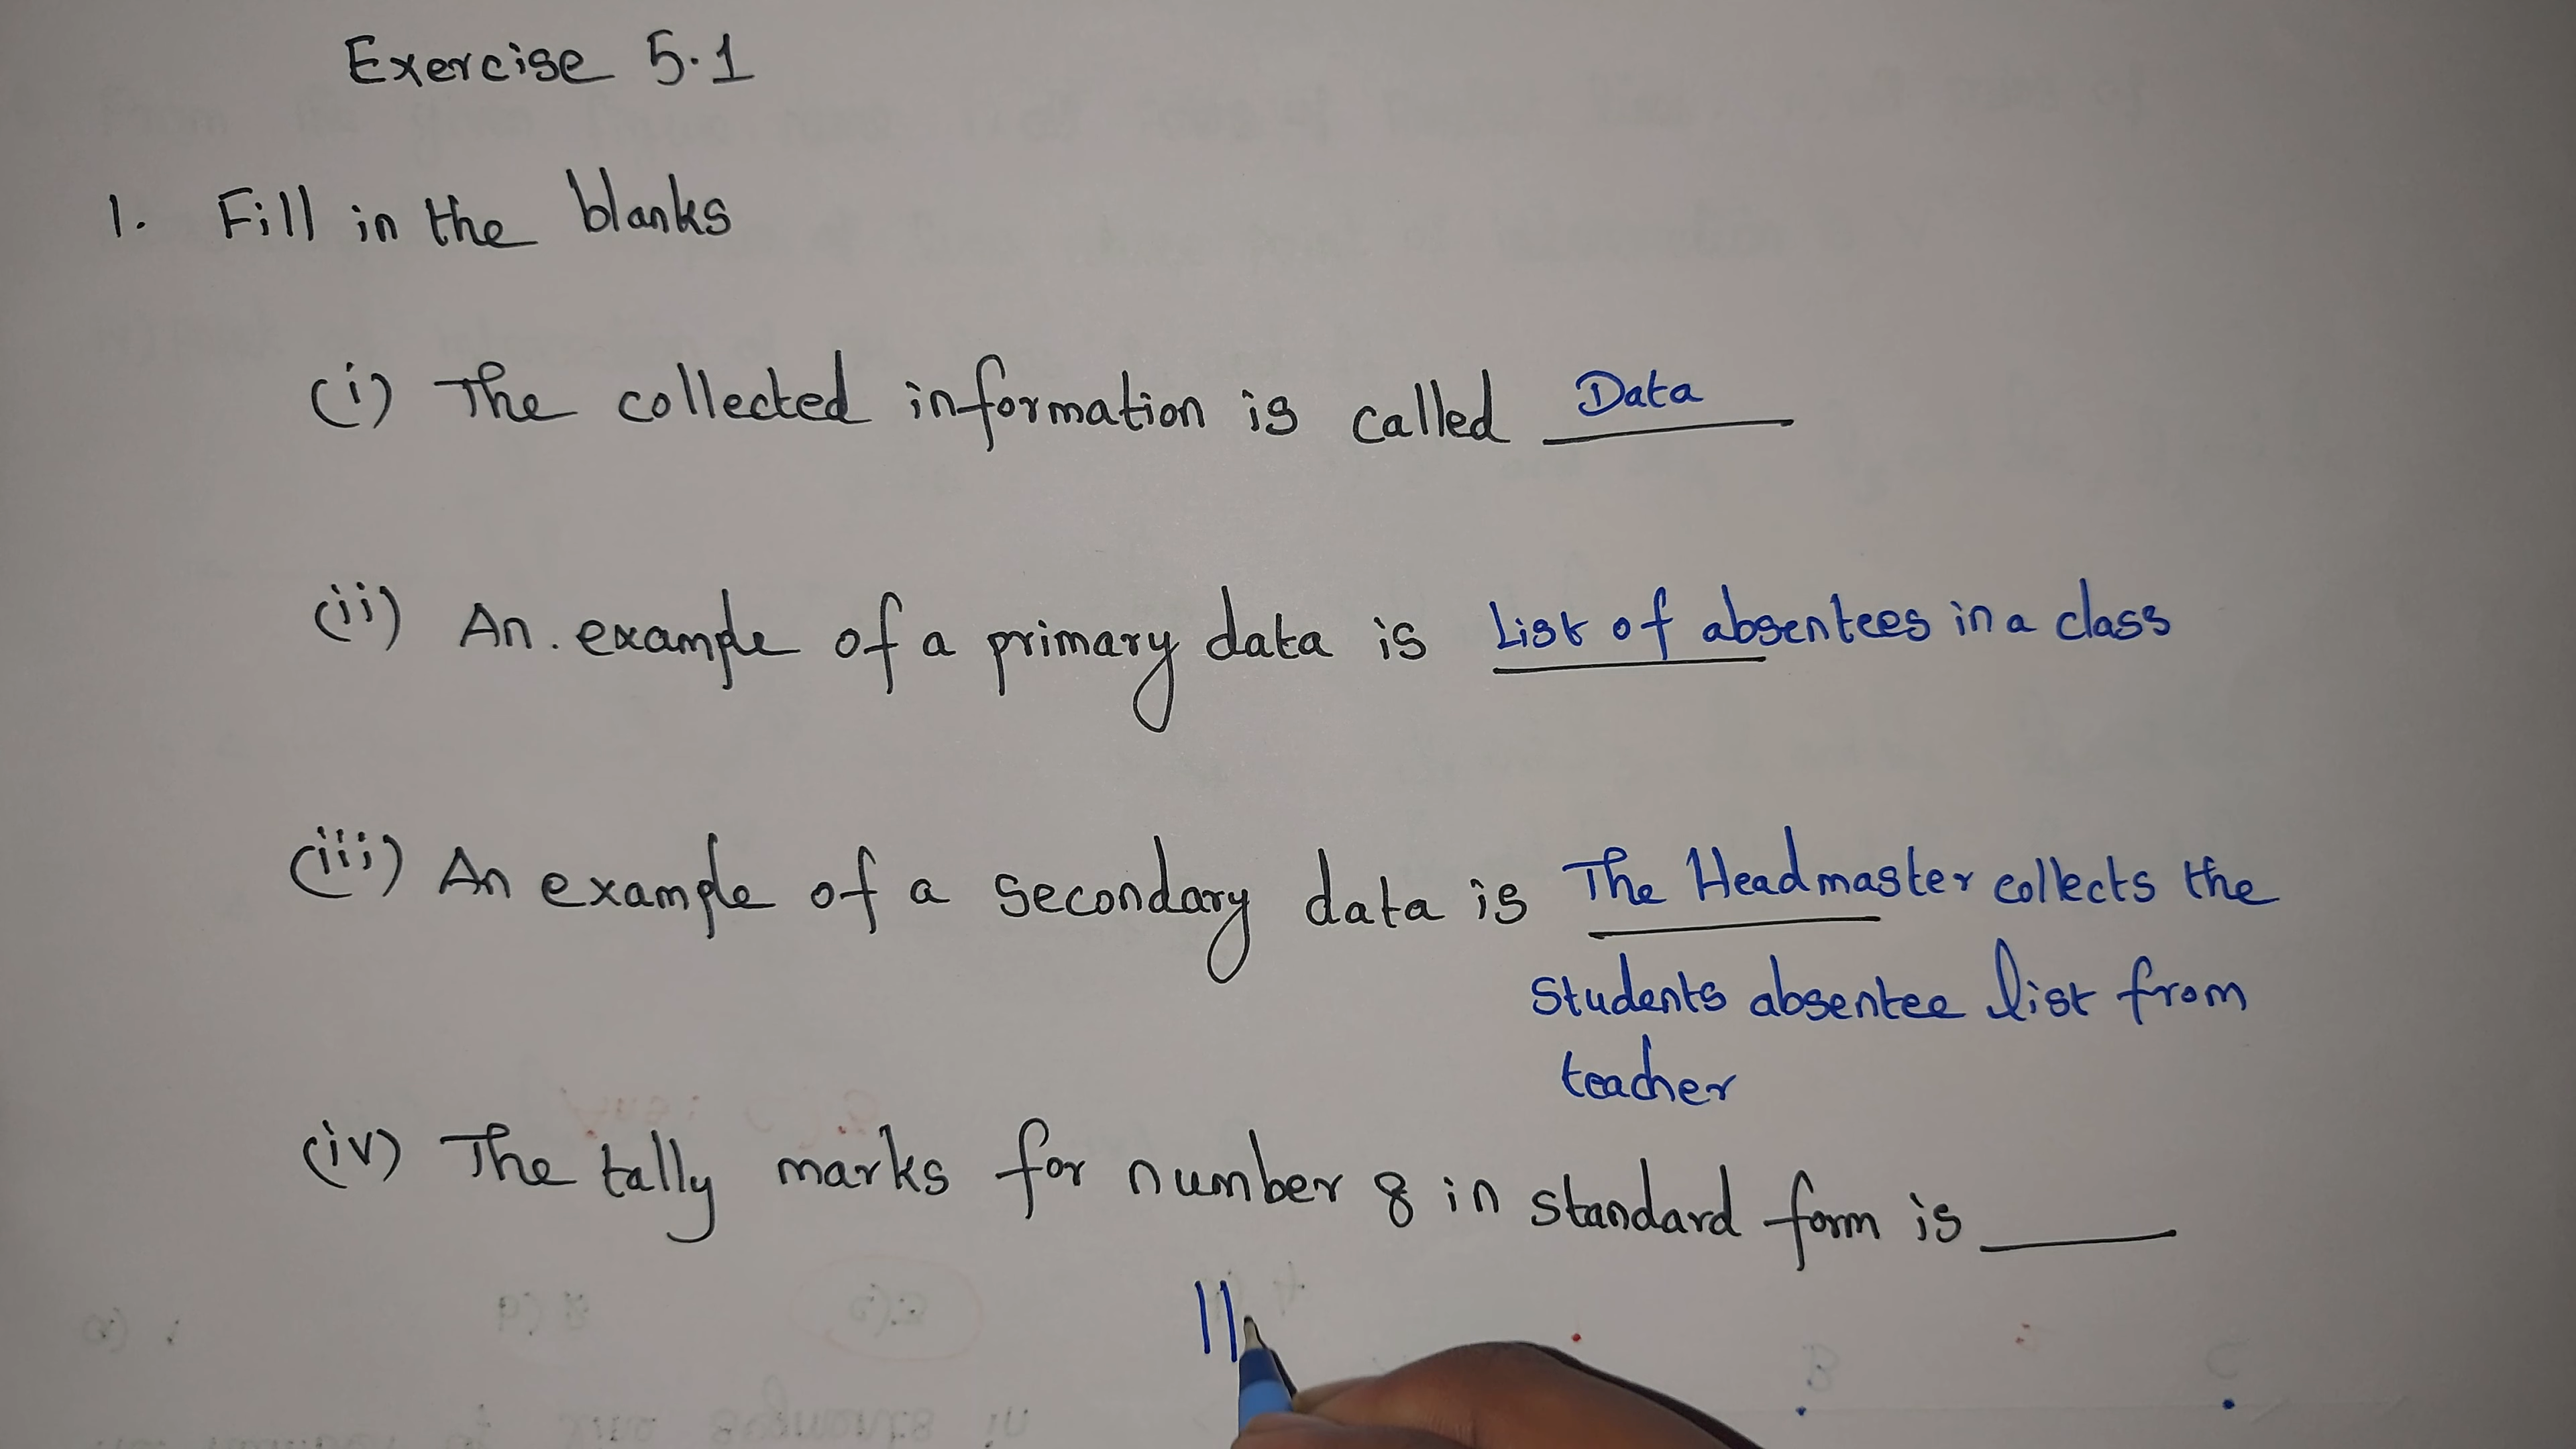 Exercise 5.1
1. Fill in the blanks
(i) The collected information is called Data
(ii) An. example of a primary data is List of absentees in a class
(iii) An example of a secondary data is The Headmaster collects the
Students absentee list from
teacher
(iv) The tally marks for number 8 in standard form is ____
||